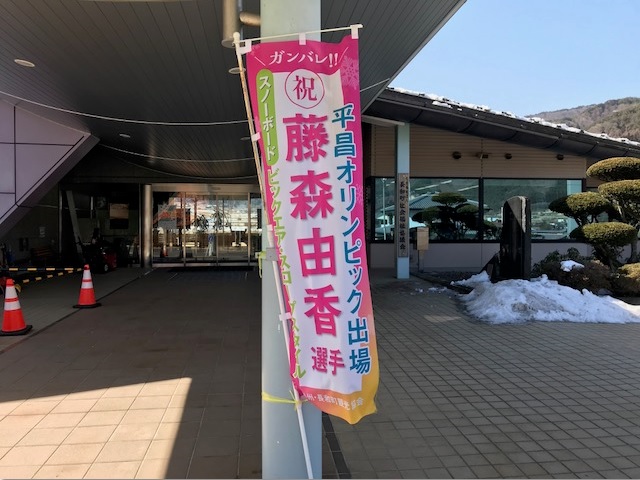 ガンバレ!!
祝
平昌オリンピック出場
藤森由香
選手
スノーボード ビックエアー・スロープスタイル